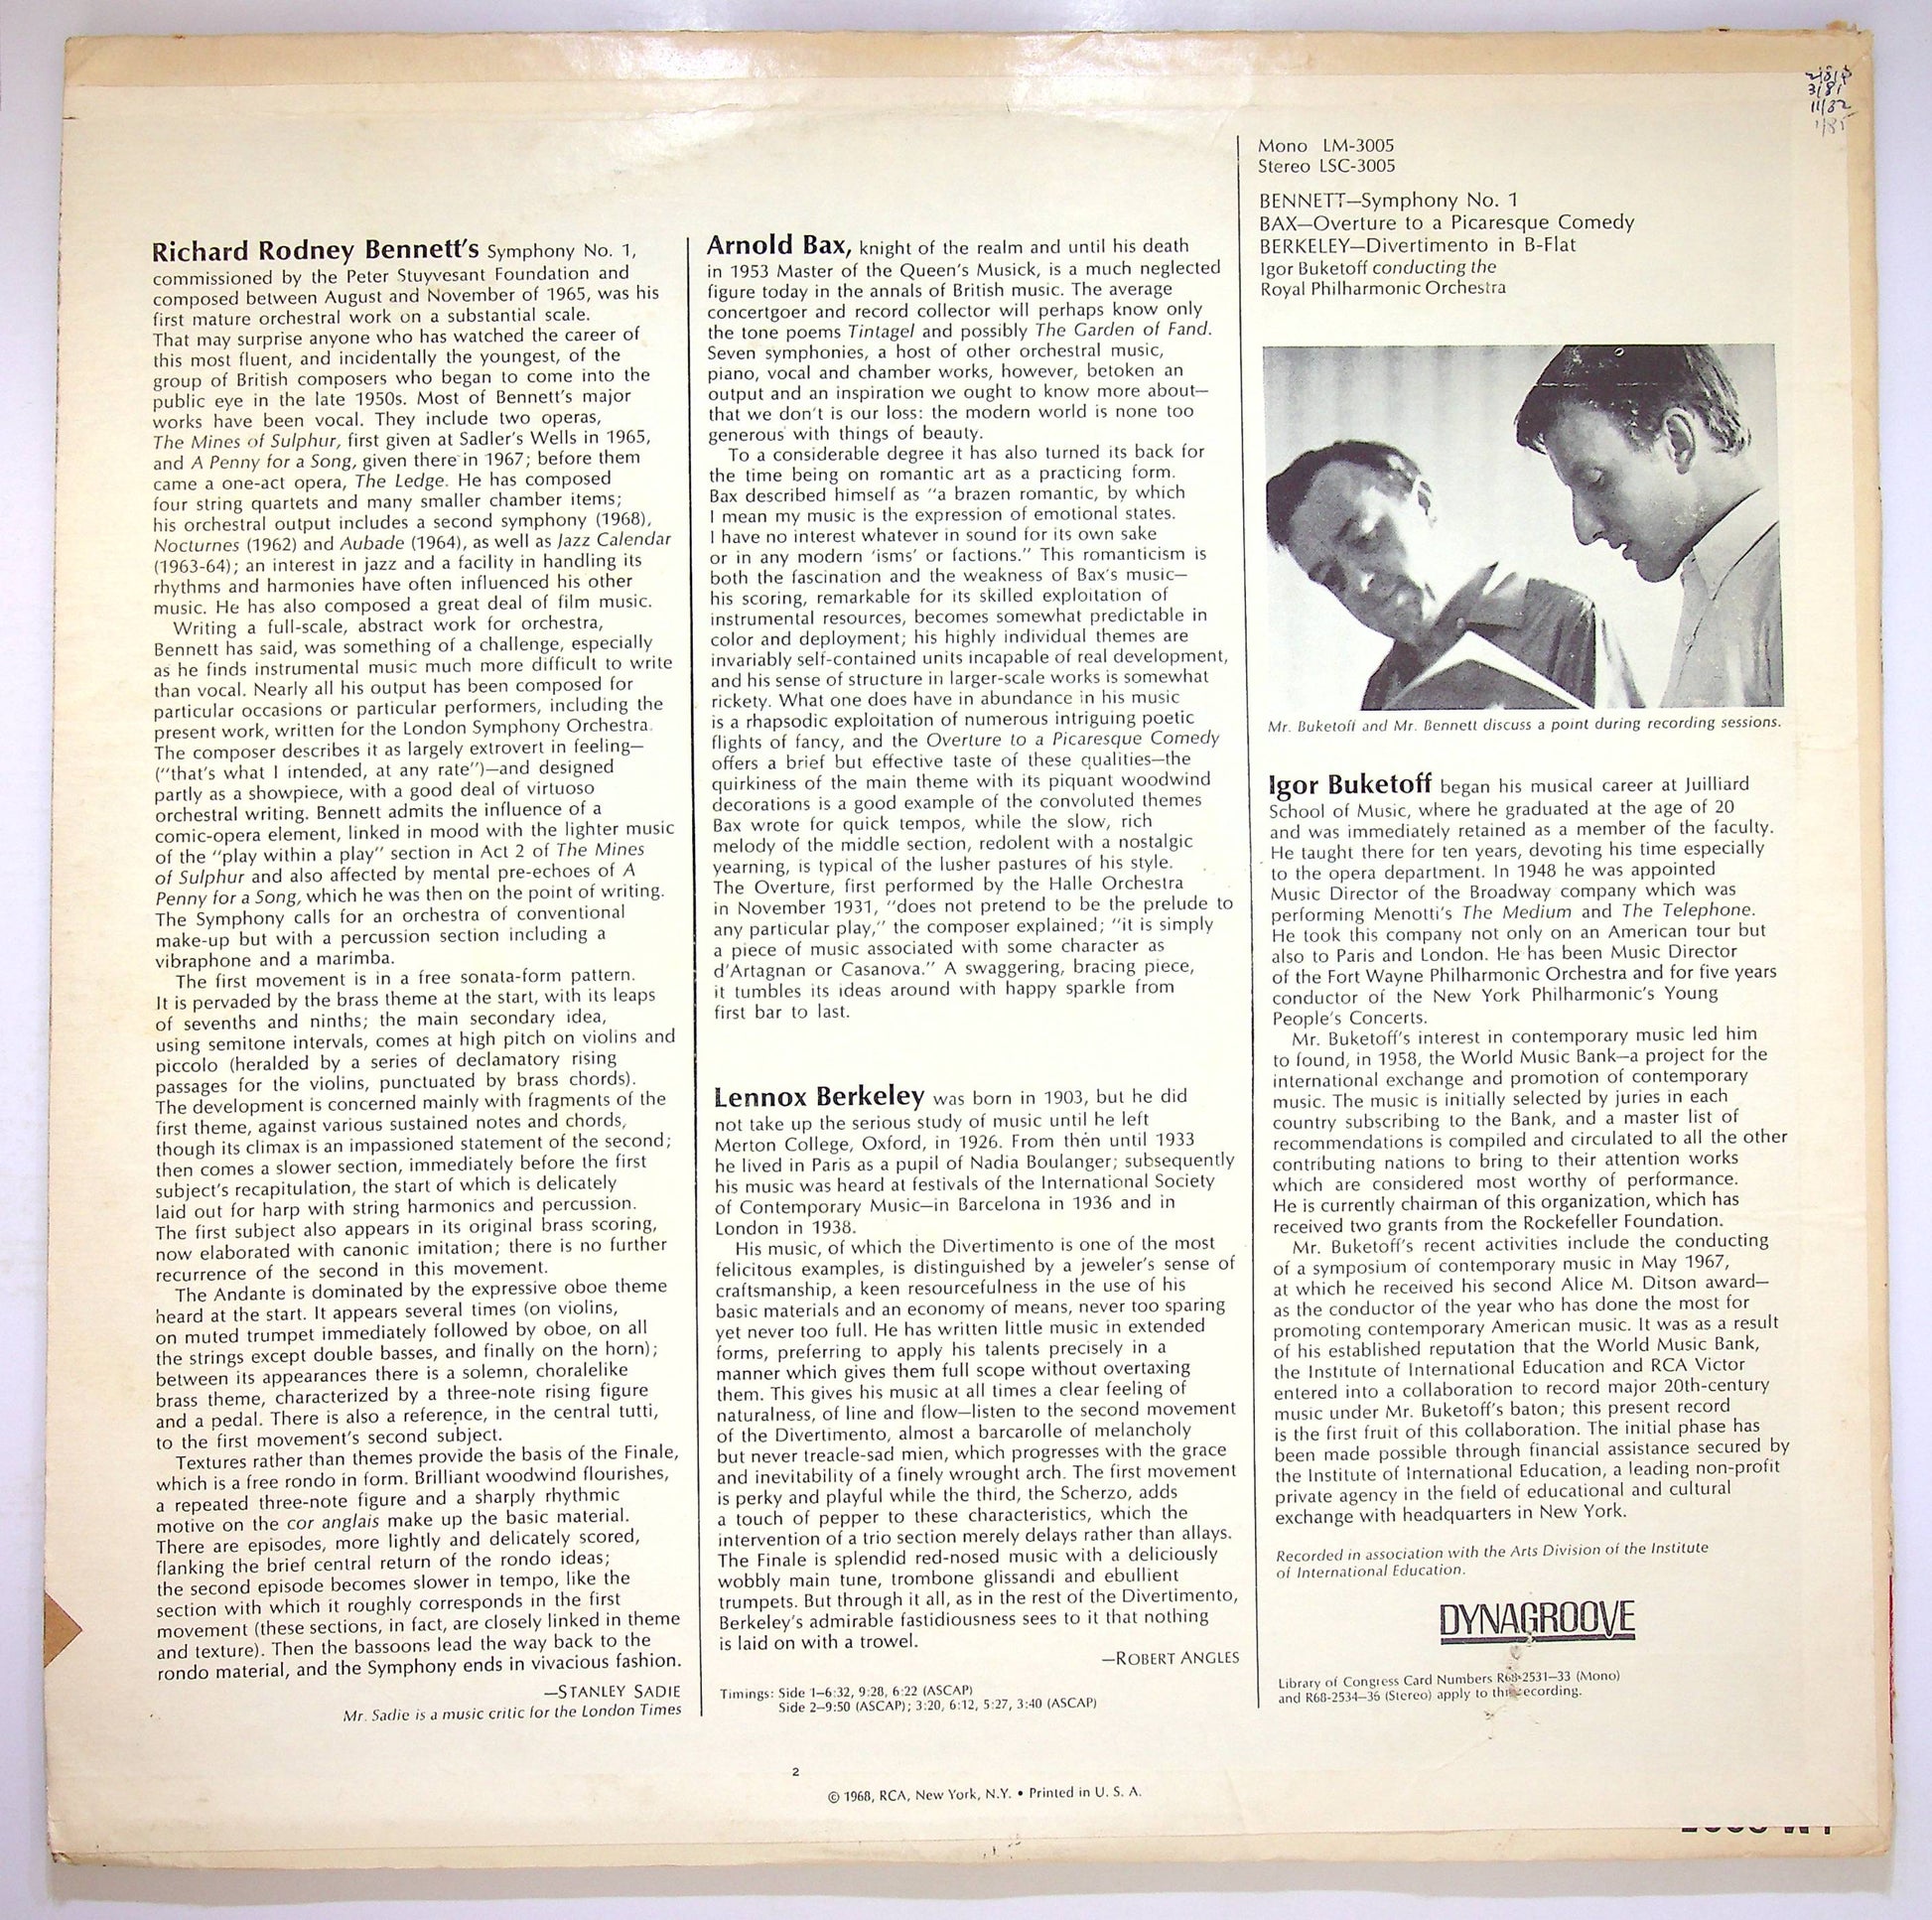 Richard Rodney Bennett's Symphony No. 1,
commissioned by the Peter Stuyvesant Foundation and
composed between August and November of 1965, was his
first mature orchestral work on a substantial scale.
That may surprise anyone who has watched the career of
this most fluent, and incidentally the youngest, of the
group of British composers who began to come into the
public eye in the late 1950s. Most of Bennett's major
works have been vocal. They include two operas,
The Mines of Sulphur, first given at Sadler's Wells in 1965,
and A Penny for a Song, given there in 1967; before them
came a one-act opera, The Ledge. He has composed
four string quartets and many smaller chamber items;
his orchestral output includes a second symphony (1968),
Nocturnes (1962) and Aubade (1964), as well as Jazz Calendar
(1963-64); an interest in jazz and a facility in handling its
rhythms and harmonies have often influenced his other
music. He has also composed a great deal of film music.
Writing a full-scale, abstract work for orchestra,
Bennett has said, was something of a challenge, especially
as he finds instrumental music much more difficult to write
than vocal. Nearly all his output has been composed for
particular occasions or particular performers, including the
present work, written for the London Symphony Orchestra.
The composer describes it as largely extrovert in feeling—
("that's what I intended, at any rate")—and designed
partly as a showpiece, with a good deal of virtuoso
orchestral writing. Bennett admits the influence of a
comic-opera element, linked in mood with the lighter music
of the "play within a play" section in Act 2 of The Mines
of Sulphur and also affected by mental pre-echoes of A
Penny for a Song, which he was then on the point of writing.
The Symphony calls for an orchestra of conventional
make-up but with a percussion section including a
vibraphone and a marimba.
The first movement is in a free sonata-form pattern.
It is pervaded by the brass theme at the start, with its leaps
of sevenths and ninths; the main secondary idea,
using semitone intervals, comes at high pitch on violins and
piccolo (heralded by a series of declamatory rising
passages for the violins, punctuated by brass chords).
The development is concerned mainly with fragments of the
first theme, against various sustained notes and chords,
though its climax is an impassioned statement of the second;
then comes a slower section, immediately before the first
subject's recapitulation, the start of which is delicately
laid out for harp with string harmonics and percussion.
The first subject also appears in its original brass scoring,
now elaborated with canonic imitation; there is no further
recurrence of the second in this movement.
The Andante is dominated by the expressive oboe theme
heard at the start. It appears several times (on violins,
on muted trumpet immediately followed by oboe, on all
the strings except double basses, and finally on the horn);
between its appearances there is a solemn, choralelike
brass theme, characterized by a three-note rising figure
and a pedal. There is also a reference, in the central tutti,
to the first movement's second subject.
Textures rather than themes provide the basis of the Finale,
which is a free rondo in form. Brilliant woodwind flourishes,
a repeated three-note figure and a sharply rhythmic
motive on the cor anglais make up the basic material.
There are episodes, more lightly and delicately scored,
flanking the brief central return of the rondo ideas;
the second episode becomes slower in tempo, like the
section with which it roughly corresponds in the first
movement (these sections, in fact, are closely linked in theme
and texture). Then the bassoons lead the way back to the
rondo material, and the Symphony ends in vivacious fashion.
—STANLEY SADIE
Mr. Sadie is a music critic for the London Times
Arnold Bax, knight of the realm and until his death
in 1953 Master of the Queen's Musick, is a much neglected
figure today in the annals of British music. The average
concertgoer and record collector will perhaps know only
the tone poems Tintagel and possibly The Garden of Fand.
Seven symphonies, a host of other orchestral music,
piano, vocal and chamber works, however, betoken an
output and an inspiration we ought to know more about—
that we don't is our loss: the modern world is none too
generous with things of beauty.
To a considerable degree it has also turned its back for
the time being on romantic art as a practicing form.
Bax described himself as "a brazen romantic, by which
I mean my music is the expression of emotional states.
I have no interest whatever in sound for its own sake
or in any modern 'isms' or factions." This romanticism is
both the fascination and the weakness of Bax's music—
his scoring, remarkable for its skilled exploitation of
instrumental resources, becomes somewhat predictable in
color and deployment; his highly individual themes are
invariably self-contained units incapable of real development,
and his sense of structure in larger-scale works is somewhat
rickety. What one does have in abundance in his music
is a rhapsodic exploitation of numerous intriguing poetic
flights of fancy, and the Overture to a Picaresque Comedy
offers a brief but effective taste of these qualities—the
quirkiness of the main theme with its piquant woodwind
decorations is a good example of the convoluted themes
Bax wrote for quick tempos, while the slow, rich
melody of the middle section, redolent with a nostalgic
yearning, is typical of the lusher pastures of his style.
The Overture, first performed by the Halle Orchestra
in November 1931, "does not pretend to be the prelude to
any particular play," the composer explained; "it is simply
a piece of music associated with some character as
d'Artagnan or Casanova." A swaggering, bracing piece,
it tumbles its ideas around with happy sparkle from
first bar to last.
Lennox Berkeley was born in 1903, but he did
not take up the serious study of music until he left
Merton College, Oxford, in 1926. From then until 1933
he lived in Paris as a pupil of Nadia Boulanger; subsequently
his music was heard at festivals of the International Society
of Contemporary Music—in Barcelona in 1936 and in
London in 1938.
His music, of which the Divertimento is one of the most
felicitous examples, is distinguished by a jeweler's sense of
craftsmanship, a keen resourcefulness in the use of his
basic materials and an economy of means, never too sparing
yet never too full. He has written little music in extended
forms, preferring to apply his talents precisely in a
manner which gives them full scope without overtaxing
them. This gives his music at all times a clear feeling of
naturalness, of line and flow—listen to the second movement
of the Divertimento, almost a barcarolle of melancholy
but never treacle-sad mien, which progresses with the grace
and inevitability of a finely wrought arch. The first movement
is perky and playful while the third, the Scherzo, adds
a touch of pepper to these characteristics, which the
intervention of a trio section merely delays rather than allays.
The Finale is splendid red-nosed music with a deliciously
wobbly main tune, trombone glissandi and ebullient
trumpets. But through it all, as in the rest of the Divertimento,
Berkeley's admirable fastidiousness sees to it that nothing
is laid on with a trowel.
—ROBERT ANGLES
Timings: Side 1–6:32, 9:28, 6:22 (ASCAP)
Side 2–9:50 (ASCAP); 3:20, 6:12, 5:27, 3:40 (ASCAP)
3/81
11/82
1/85
Mono LM-3005
Stereo LSC-3005
BENNETT—Symphony No. 1
BAX—Overture to a Picaresque Comedy
BERKELEY—Divertimento in B-Flat
Igor Buketoff conducting the
Royal Philharmonic Orchestra
Mr. Buketoff and Mr. Bennett discuss a point during recording sessions.
Igor Buketoff began his musical career at Juilliard
School of Music, where he graduated at the age of 20
and was immediately retained as a member of the faculty.
He taught there for ten years, devoting his time especially
to the opera department. In 1948 he was appointed
Music Director of the Broadway company which was
performing Menotti's The Medium and The Telephone.
He took this company not only on an American tour but
also to Paris and London. He has been Music Director
of the Fort Wayne Philharmonic Orchestra and for five years
conductor of the New York Philharmonic's Young
People's Concerts.
Mr. Buketoff's interest in contemporary music led him
to found, in 1958, the World Music Bank—a project for the
international exchange and promotion of contemporary
music. The music is initially selected by juries in each
country subscribing to the Bank, and a master list of
recommendations is compiled and circulated to all the other
contributing nations to bring to their attention works
which are considered most worthy of performance.
He is currently chairman of this organization, which has
received two grants from the Rockefeller Foundation.
Mr. Buketoff's recent activities include the conducting
of a symposium of contemporary music in May 1967,
at which he received his second Alice M. Ditson award—
as the conductor of the year who has done the most for
promoting contemporary American music. It was as a result
of his established reputation that the World Music Bank,
the Institute of International Education and RCA Victor
entered into a collaboration to record major 20th-century
music under Mr. Buketoff's baton; this present record
is the first fruit of this collaboration. The initial phase has
been made possible through financial assistance secured by
the Institute of International Education, a leading non-profit
private agency in the field of educational and cultural
exchange with headquarters in New York.
Recorded in association with the Arts Division of the Institute
of International Education.
DYNAGROOVE
Library of Congress Card Numbers R68-2531–33 (Mono)
and R68-2534–36 (Stereo) apply to this recording.
2
© 1968, RCA, New York, N.Y. • Printed in U. S. A.